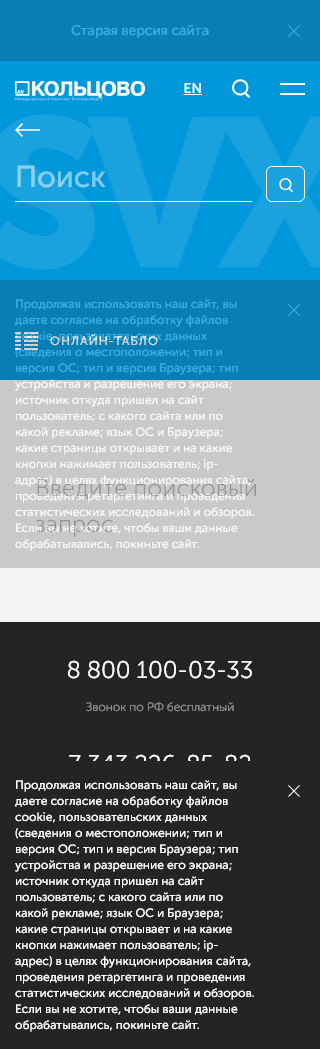 Старая версия сайта
КОЛЬЦОВО
Международный Аэропорт Екатеринбург
EN
SVX
Поиск
Продолжая использовать наш сайт, вы
даете согласие на обработку файлов
cookie, пользовательских данных
ОНЛАЙН-ТАБЛО
(сведения о местоположении; тип и
версия ОС; тип и версия Браузера; тип
устройства и разрешение его экрана;
источник откуда пришел на сайт
пользователь; с какого сайта или по
какой рекламе; язык ОС и Браузера;
какие страницы открывает и на какие
кнопки нажимает пользователь; ip-
адрес) в целях функционирования сайта,
Введите поисковый
проведения ретаргетинга и проведения
статистических исследований и обзоров.
запрос
Если вы не хотите, чтобы ваши данные
обрабатывались, покиньте сайт.
8 800 100-03-33
Звонок по РФ бесплатный
Продолжая использовать наш сайт, вы
даете согласие на обработку файлов
cookie, пользовательских данных
(сведения о местоположении; тип и
версия ОС; тип и версия Браузера; тип
устройства и разрешение его экрана;
источник откуда пришел на сайт
пользователь; с какого сайта или по
какой рекламе; язык ОС и Браузера;
какие страницы открывает и на какие
кнопки нажимает пользователь; ip-
адрес) в целях функционирования сайта,
проведения ретаргетинга и проведения
статистических исследований и обзоров.
Если вы не хотите, чтобы ваши данные
обрабатывались, покиньте сайт.